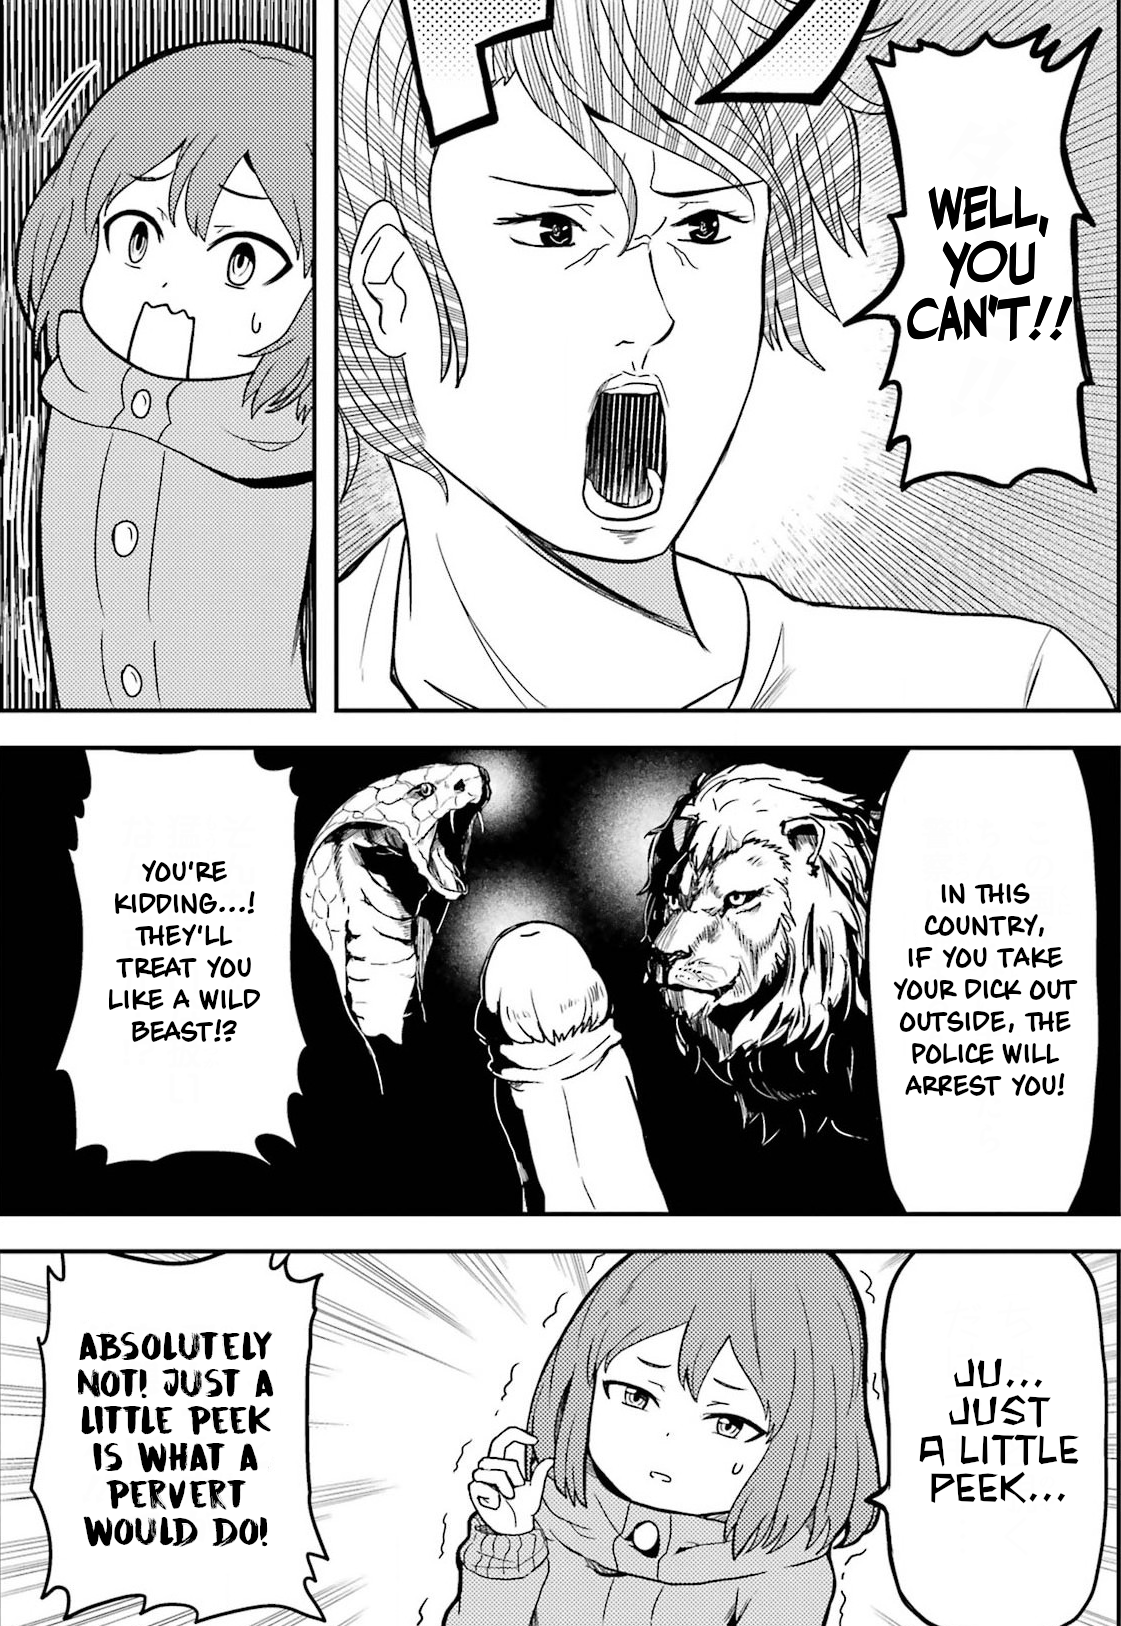 WELL,
YOU
CAN'T!!
IN THIS
COUNTRY,
IF YOU TAKE
YOUR DICK OUT
OUTSIDE, THE
POLICE WILL
ARREST YOU!
YOU'RE
KIDDING...!
THEY'LL
TREAT YOU
LIKE A WILD
BEAST!?
JU...
JUST
A LITTLE
PEEK...
ABSOLUTELY
NOT! JUST A
LITTLE PEEK
IS WHAT A
PERVERT
WOULD DO!